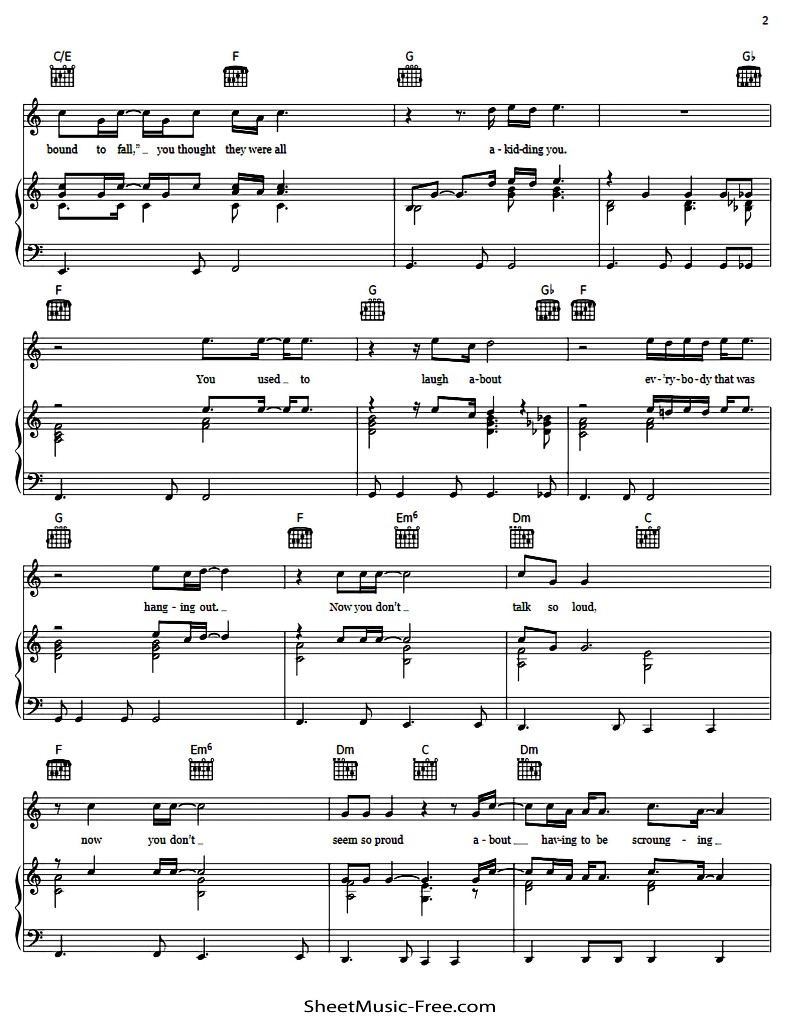 2
C/E F G G♭
bound to fall,” _ you thought they were all a - kid-ding you.
F G G♭ F
You used _ to laugh a-bout ev-’ry-bo-dy that was
G F Em6 Dm C
hang - ing out. _ Now you don’t _ talk so loud,
F Em6 Dm C Dm
now you don’t _ seem so proud a - bout __ hav-ing to be scroung - ing _
SheetMusic-Free.com